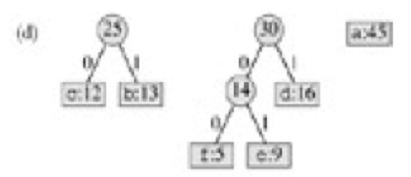 (d) 25 30 a:45
0 1 0 1
c:12 b:13 14 d:16
0 1
f:5 e:9